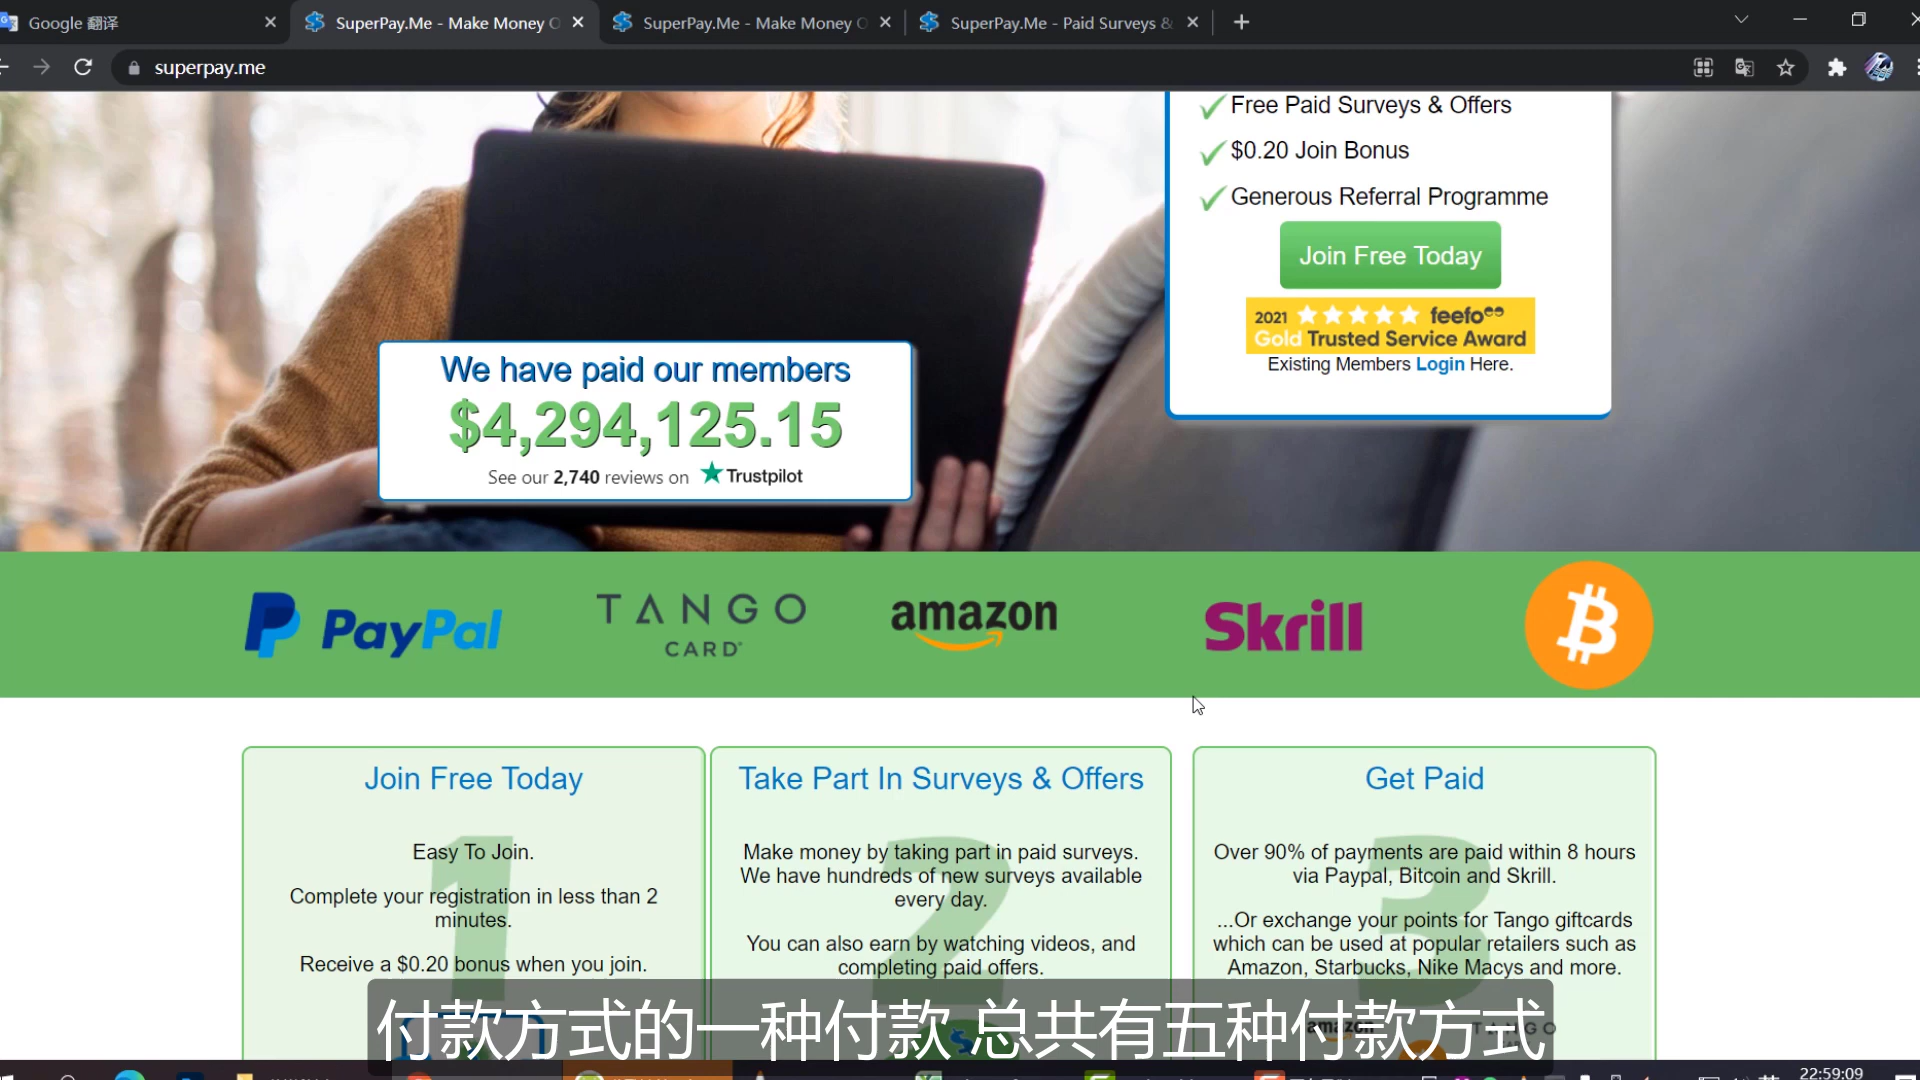 Google 翻译
SuperPay.Me - Make Money O
SuperPay.Me - Make Money O
SuperPay.Me - Paid Surveys &
superpay.me
Free Paid Surveys & Offers
$0.20 Join Bonus
Generous Referral Programme
Join Free Today
2021 feefo
Gold Trusted Service Award
Existing Members Login Here.
We have paid our members
$4,294,125.15
See our 2,740 reviews on Trustpilot
PayPal
TANGO
CARD
amazon
Skrill
Join Free Today
1
Easy To Join.
Complete your registration in less than 2
minutes.
Receive a $0.20 bonus when you join.
Take Part In Surveys & Offers
2
Make money by taking part in paid surveys.
We have hundreds of new surveys available
every day.
You can also earn by watching videos, and
completing paid offers.
Get Paid
3
Over 90% of payments are paid within 8 hours
via Paypal, Bitcoin and Skrill.
...Or exchange your points for Tango giftcards
which can be used at popular retailers such as
Amazon, Starbucks, Nike Macys and more.
付款方式的一种付款 总共有五种付款方式
22:59:09